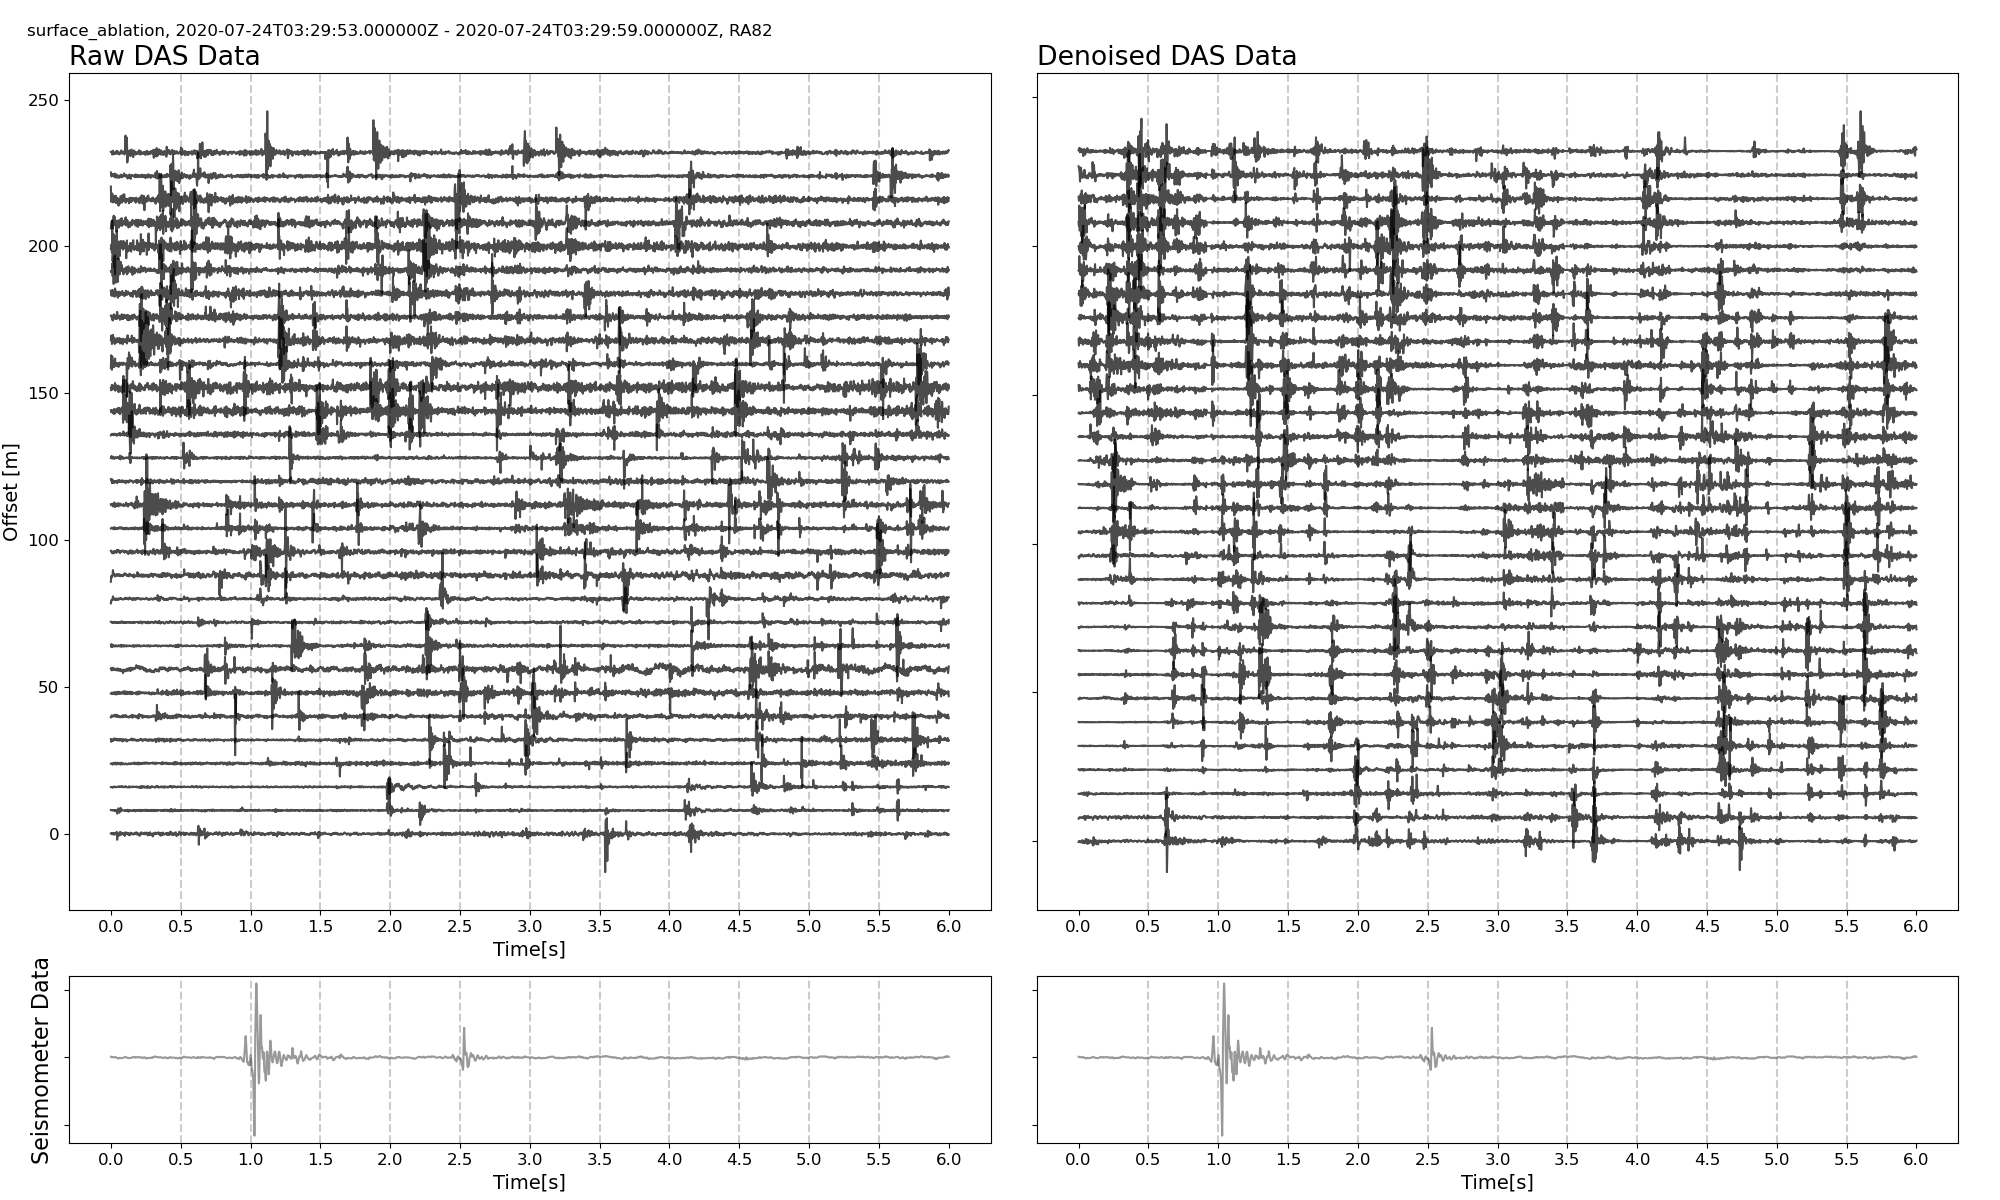 surface_ablation, 2020-07-24T03:29:53.000000Z - 2020-07-24T03:29:59.000000Z, RA82
Raw DAS Data
Denoised DAS Data
Offset [m]
250
200
150
100
50
0
0.0 0.5 1.0 1.5 2.0 2.5 3.0 3.5 4.0 4.5 5.0 5.5 6.0
Time[s]
0.0 0.5 1.0 1.5 2.0 2.5 3.0 3.5 4.0 4.5 5.0 5.5 6.0
Seismometer Data
0.0 0.5 1.0 1.5 2.0 2.5 3.0 3.5 4.0 4.5 5.0 5.5 6.0
Time[s]
0.0 0.5 1.0 1.5 2.0 2.5 3.0 3.5 4.0 4.5 5.0 5.5 6.0
Time[s]